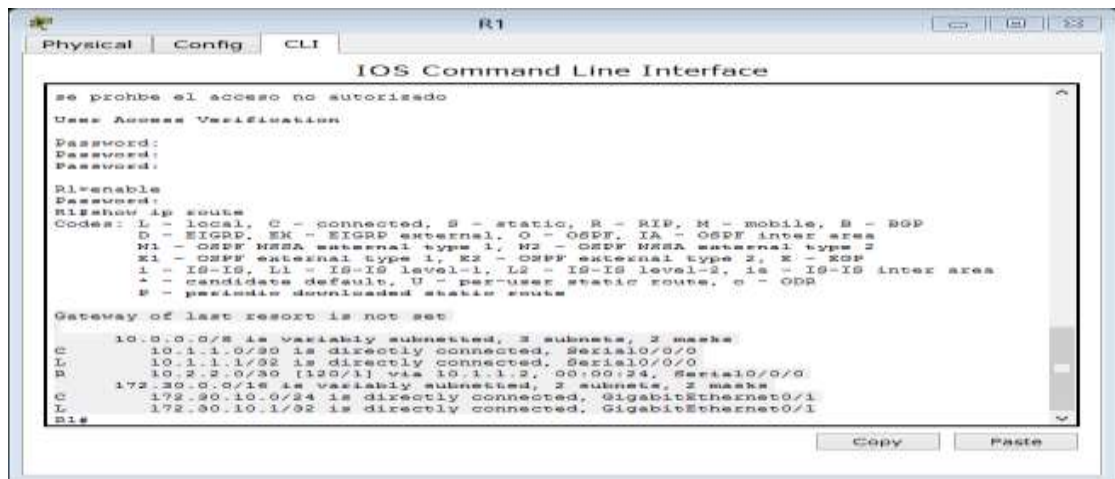 R1
Physical Config CLI
IOS Command Line Interface
se prohbe el acceso no autorizado
User Access Verification
Password:
Password:
Password:
R1>enable
Password:
R1#show ip route
Codes: L - local, C - connected, S - static, R - RIP, M - mobile, B - BGP
D - EIGRP, EX - EIGRP external, O - OSPF, IA - OSPF inter area
N1 - OSPF NSSA external type 1, N2 - OSPF NSSA external type 2
E1 - OSPF external type 1, E2 - OSPF external type 2, E - EGP
i - IS-IS, L1 - IS-IS level-1, L2 - IS-IS level-2, ia - IS-IS inter area
* - candidate default, U - per-user static route, o - ODR
P - periodic downloaded static route
Gateway of last resort is not set
10.0.0.0/8 is variably subnetted, 3 subnets, 2 masks
C 10.1.1.0/30 is directly connected, Serial0/0/0
L 10.1.1.1/32 is directly connected, Serial0/0/0
R 10.2.2.0/30 [120/1] via 10.1.1.2, 00:00:24, Serial0/0/0
172.30.0.0/16 is variably subnetted, 2 subnets, 2 masks
C 172.30.10.0/24 is directly connected, GigabitEthernet0/1
L 172.30.10.1/32 is directly connected, GigabitEthernet0/1
R1#
Copy Paste